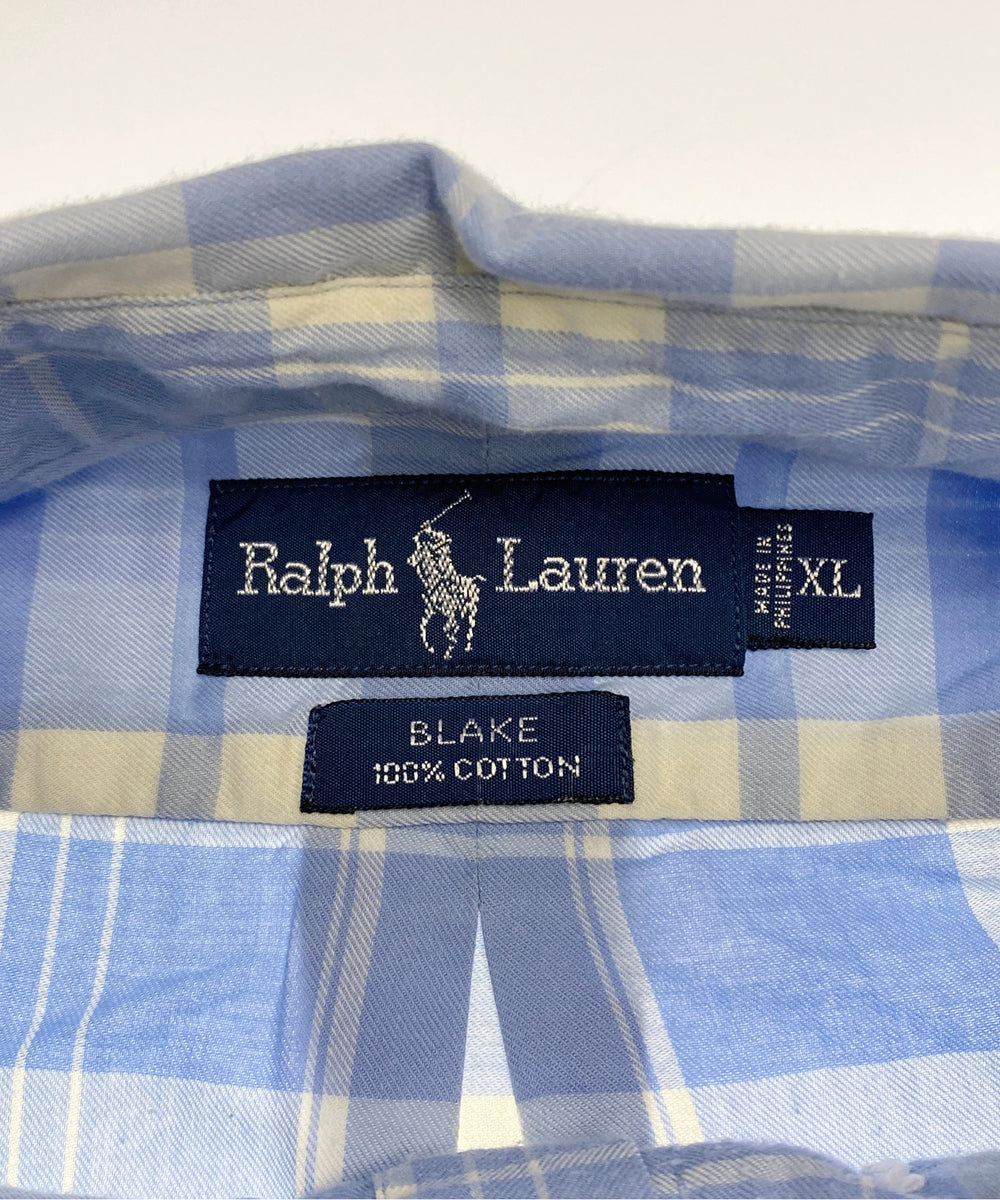 Ralph Lauren
MADE IN
PHILIPPINES
XL
BLAKE
100% COTTON